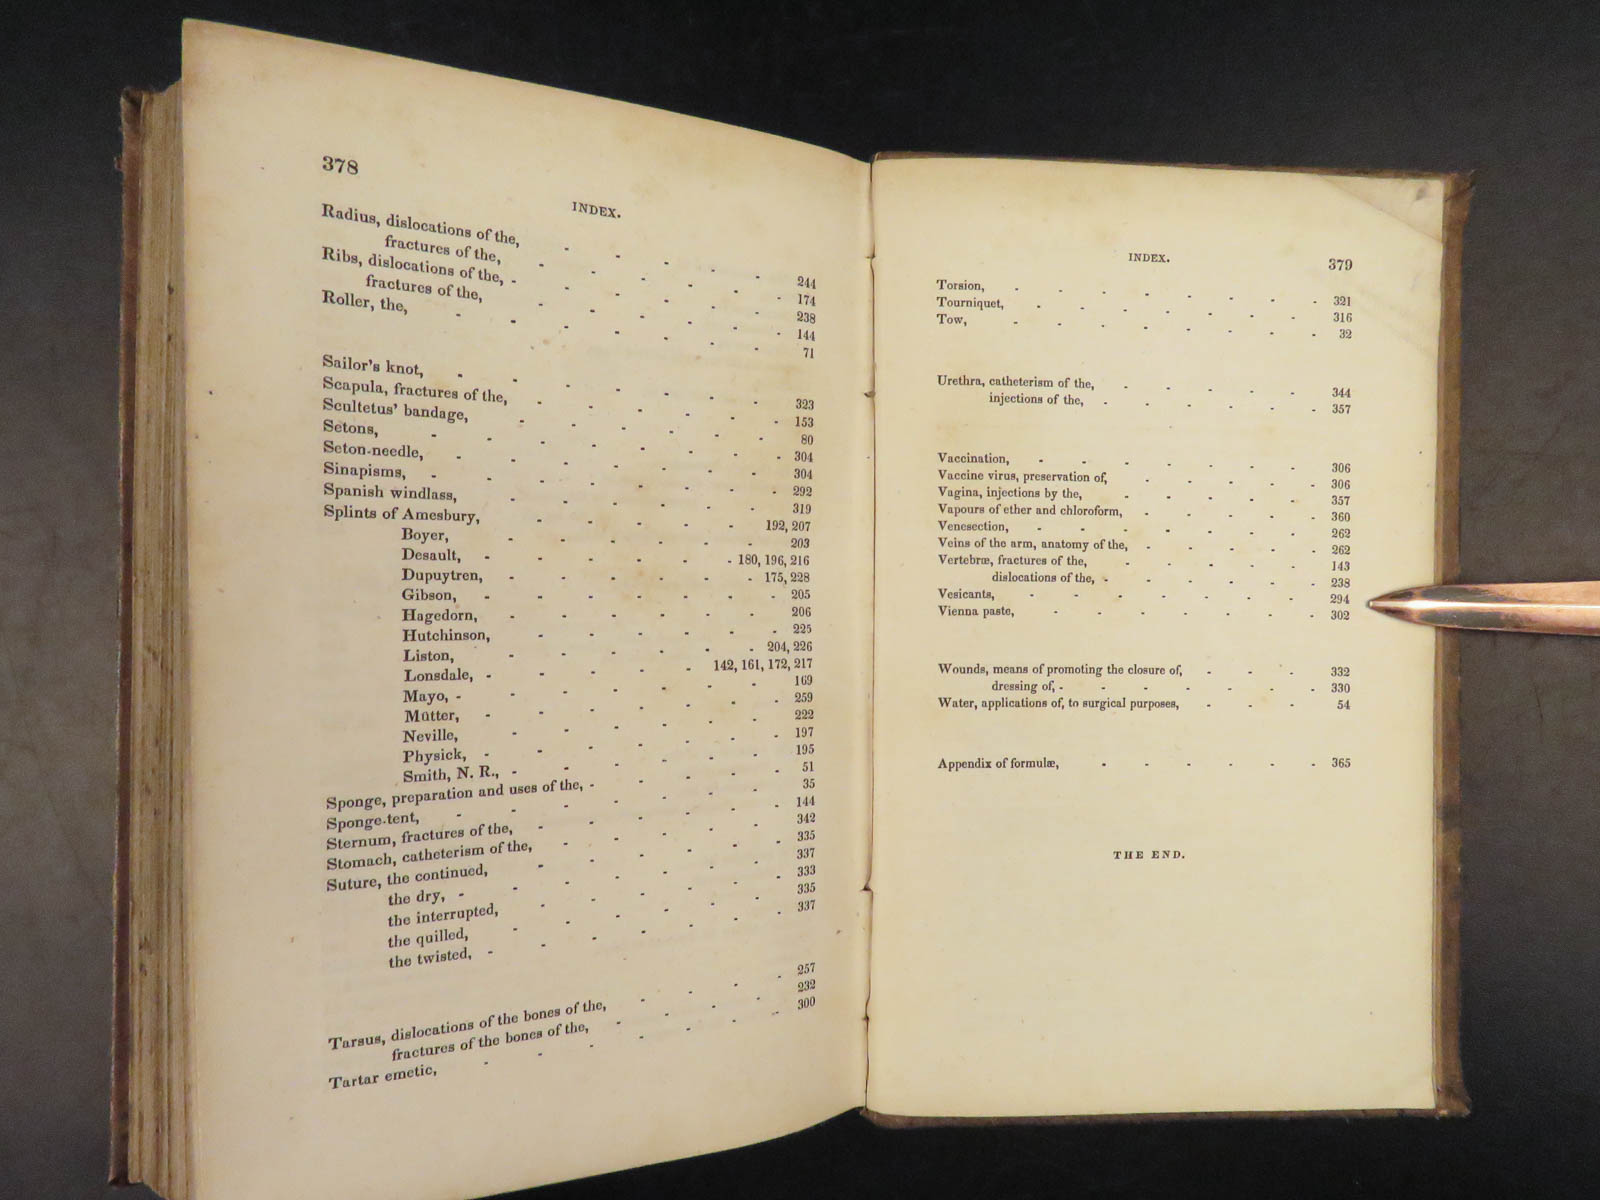 378
INDEX.
Radius, dislocations of the, - - - - - 244
fractures of the, - - - - - 174
Ribs, dislocations of the, - - - - - 238
fractures of the, - - - - - 144
Roller, the, - - - - - 71
Sailor's knot, - - - - - 323
Scapula, fractures of the, - - - - - 153
Scultetus' bandage, - - - - - 80
Setons, - - - - - 304
Seton-needle, - - - - - 304
Sinapisms, - - - - - 292
Spanish windlass, - - - - - 319
Splints of Amesbury, - - - - - 192, 207
Boyer, - - - - - 203
Desault, - - - - - 180, 196, 216
Dupuytren, - - - - - 175, 228
Gibson, - - - - - 205
Hagedorn, - - - - - 206
Hutchinson, - - - - - 225
Liston, - - - - - 204, 226
Lonsdale, - - - - - 142, 161, 172, 217
Mayo, - - - - - 169
Mütter, - - - - - 259
Neville, - - - - - 222
Physick, - - - - - 197
Smith, N. R., - - - - - 195
Sponge, preparation and uses of the, - - - - - 51
Sponge-tent, - - - - - 35
Sternum, fractures of the, - - - - - 144
Stomach, catheterism of the, - - - - - 342
Suture, the continued, - - - - - 335
the dry, - - - - - 337
the interrupted, - - - - - 333
the quilled, - - - - - 335
the twisted, - - - - - 337
Tarsus, dislocations of the bones of the, - - - - 257
fractures of the bones of the, - - - - 232
Tartar emetic, - - - - - 300
INDEX. 379
Torsion, - - - - - - - - 321
Tourniquet, - - - - - - - 316
Tow, - - - - - - - - 32
Urethra, catheterism of the, - - - - - 344
injections of the, - - - - - - 357
Vaccination, - - - - - - - 306
Vaccine virus, preservation of, - - - - - 306
Vagina, injections by the, - - - - - 357
Vapours of ether and chloroform, - - - - - 360
Venesection, - - - - - - - 262
Veins of the arm, anatomy of the, - - - - - 262
Vertebræ, fractures of the, - - - - - 143
dislocations of the, - - - - - - 238
Vesicants, - - - - - - - 294
Vienna paste, - - - - - - - 302
Wounds, means of promoting the closure of, - - - 332
dressing of, - - - - - - - 330
Water, applications of, to surgical purposes, - - - 54
Appendix of formulæ, - - - - - - 365
THE END.